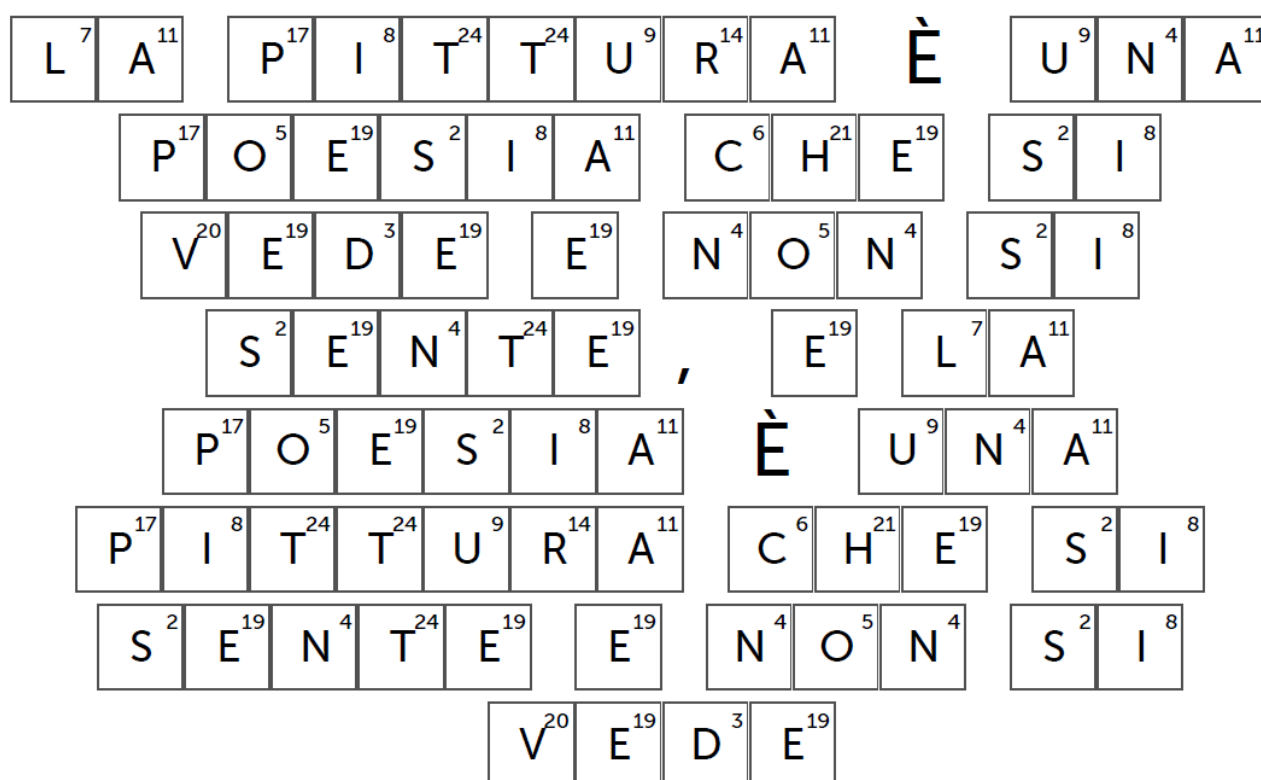 LA PITTURA È UNA
POESIA CHE SI
VEDE E NON SI
SENTE, E LA
POESIA È UNA
PITTURA CHE SI
SENTE E NON SI
VEDE